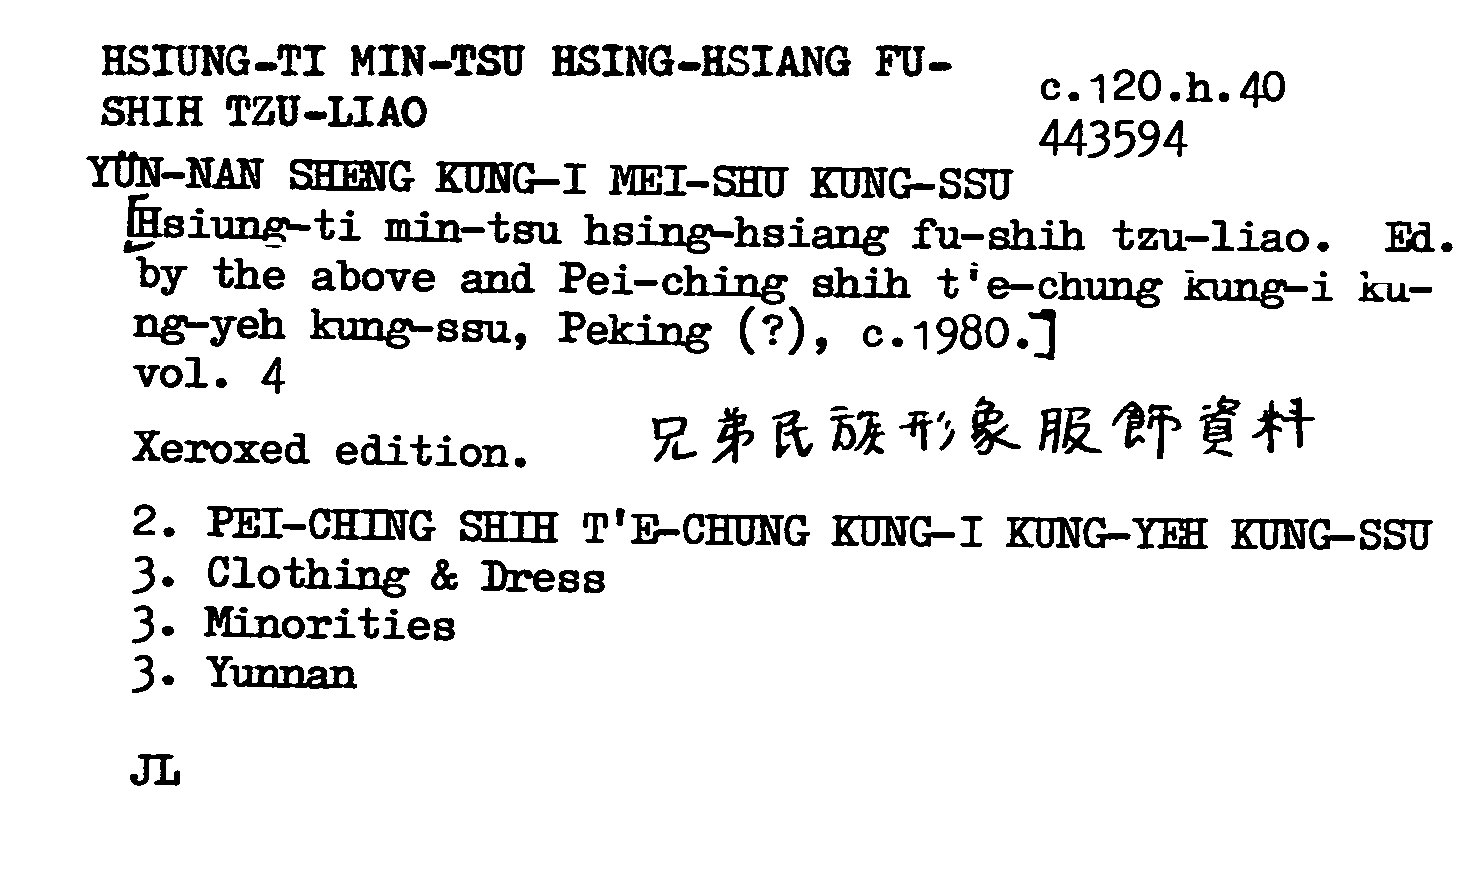 HSIUNG-TI MIN-TSU HSING-HSIANG FU-
SHIH TZU-LIAO
c.120.h.40
443594
YÜN-NAN SHENG KUNG-I MEI-SHU KUNG-SSU
[Hsiung-ti min-tsu hsing-hsiang fu-shih tzu-liao. Ed.
by the above and Pei-ching shih t'e-chung kung-i ku-
ng-yeh kung-ssu, Peking (?), c.1980.]
vol. 4
兄弟民族形象服飾資料
Xeroxed edition.
2. PEI-CHING SHIH T'E-CHUNG KUNG-I KUNG-YEH KUNG-SSU
3. Clothing & Dress
3. Minorities
3. Yunnan
JL